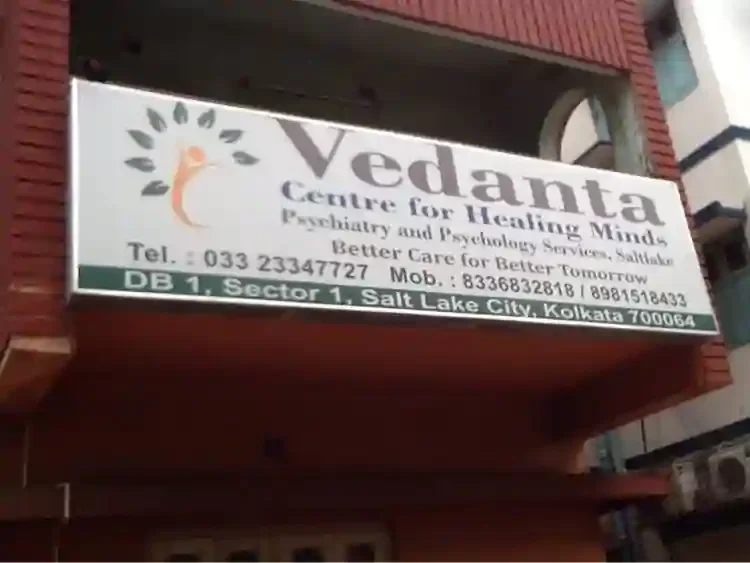 Vedanta
Centre for Healing Minds
Psychiatry and Psychology Services, Saltlake
Better Care for Better Tomorrow
Tel. : 033 23347727 Mob. : 8336832818 / 8981518433
DB 1, Sector 1, Salt Lake City, Kolkata 700064